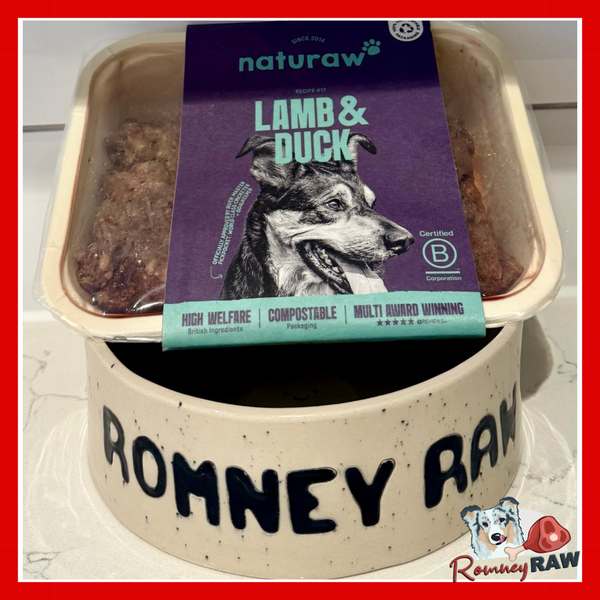 SINCE 2014
naturaw
RECIPE #17
LAMB &
DUCK
Certified
B
Corporation
HIGH WELFARE
British Ingredients
COMPOSTABLE
Packaging
MULTI AWARD WINNING
ROMNEY RAW
Romney RAW